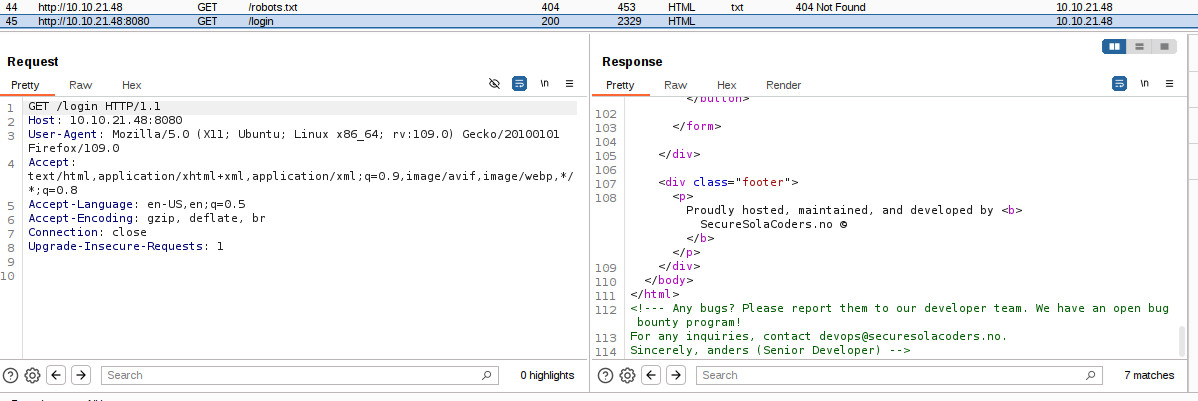 44 http://10.10.21.48 GET /robots.txt 404 453 HTML txt 404 Not Found 10.10.21.48
45 http://10.10.21.48:8080 GET /login 200 2329 HTML 10.10.21.48
Request
Pretty Raw Hex \n
1 GET /login HTTP/1.1
2 Host: 10.10.21.48:8080
3 User-Agent: Mozilla/5.0 (X11; Ubuntu; Linux x86_64; rv:109.0) Gecko/20100101
Firefox/109.0
4 Accept:
text/html,application/xhtml+xml,application/xml;q=0.9,image/avif,image/webp,*/
*;q=0.8
5 Accept-Language: en-US,en;q=0.5
6 Accept-Encoding: gzip, deflate, br
7 Connection: close
8 Upgrade-Insecure-Requests: 1
9
10
Search
0 highlights
Response
Pretty Raw Hex Render \n
</button>
102
103 </form>
104
105 </div>
106
107 <div class="footer">
108 <p>
Proudly hosted, maintained, and developed by <b>
SecureSolaCoders.no ©
</b>
</p>
109 </div>
110 </body>
111 </html>
112 <!--- Any bugs? Please report them to our developer team. We have an open bug
bounty program!
113 For any inquiries, contact devops@securesolacoders.no.
114 Sincerely, anders (Senior Developer) -->
Search
7 matches